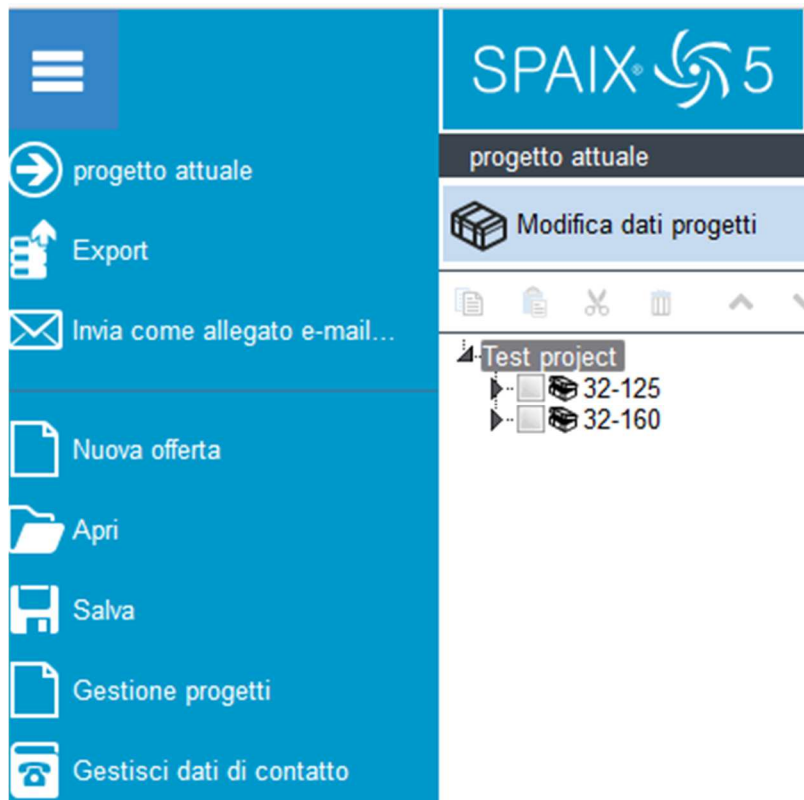 progetto attuale
Export
Invia come allegato e-mail...
Nuova offerta
Apri
Salva
Gestione progetti
Gestisci dati di contatto
SPAIX® 5
progetto attuale
Modifica dati progetti
Test project
32-125
32-160